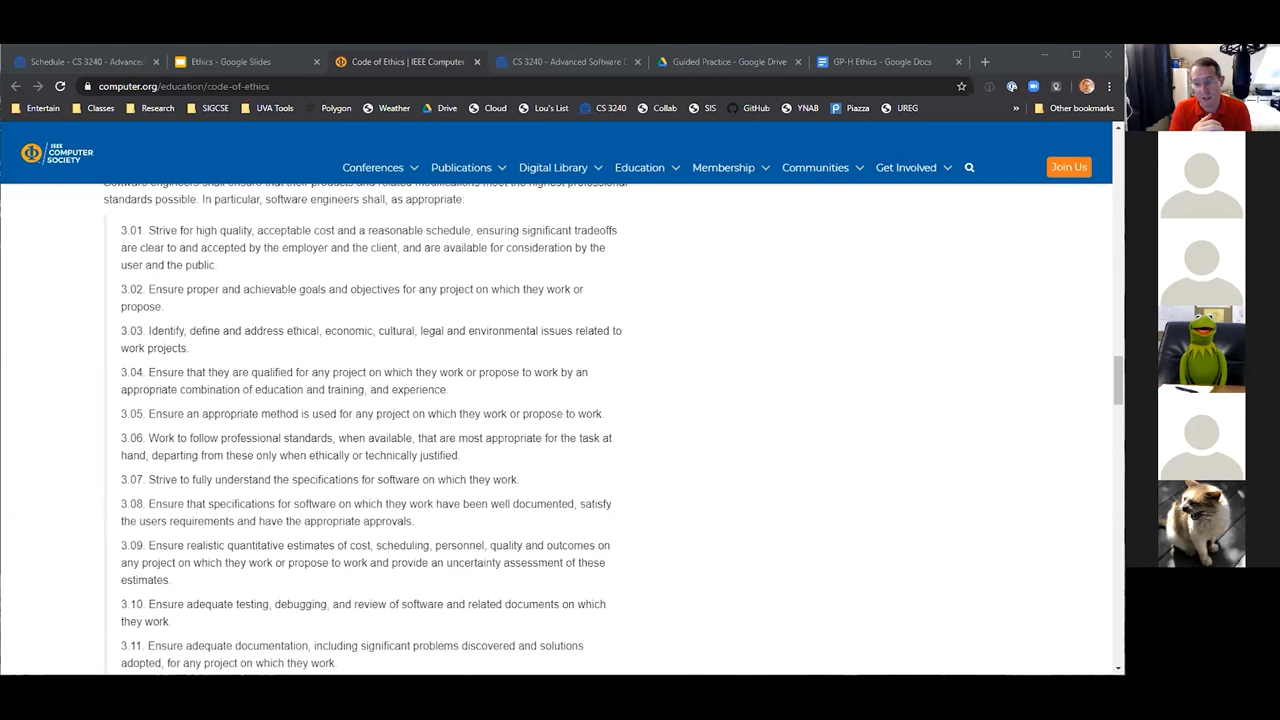 Schedule - CS 3240 - Advanced
Ethics - Google Slides
Code of Ethics | IEEE Computer
CS 3240 - Advanced Software D
Guided Practice - Google Drive
GP-H Ethics - Google Docs
computer.org/education/code-of-ethics
Entertain
Classes
Research
SIGCSE
UVA Tools
Polygon
Weather
Drive
Cloud
Lou's List
CS 3240
Collab
SIS
GitHub
YNAB
Piazza
UREG
»
Other bookmarks
IEEE
COMPUTER
SOCIETY
Conferences
Publications
Digital Library
Education
Membership
Communities
Get Involved
Join Us
Software engineers shall ensure that their products and related modifications meet the highest professional
standards possible. In particular, software engineers shall, as appropriate:
3.01. Strive for high quality, acceptable cost and a reasonable schedule, ensuring significant tradeoffs
are clear to and accepted by the employer and the client, and are available for consideration by the
user and the public.
3.02. Ensure proper and achievable goals and objectives for any project on which they work or
propose.
3.03. Identify, define and address ethical, economic, cultural, legal and environmental issues related to
work projects.
3.04. Ensure that they are qualified for any project on which they work or propose to work by an
appropriate combination of education and training, and experience.
3.05. Ensure an appropriate method is used for any project on which they work or propose to work.
3.06. Work to follow professional standards, when available, that are most appropriate for the task at
hand, departing from these only when ethically or technically justified.
3.07. Strive to fully understand the specifications for software on which they work.
3.08. Ensure that specifications for software on which they work have been well documented, satisfy
the users requirements and have the appropriate approvals.
3.09. Ensure realistic quantitative estimates of cost, scheduling, personnel, quality and outcomes on
any project on which they work or propose to work and provide an uncertainty assessment of these
estimates.
3.10. Ensure adequate testing, debugging, and review of software and related documents on which
they work.
3.11. Ensure adequate documentation, including significant problems discovered and solutions
adopted, for any project on which they work.